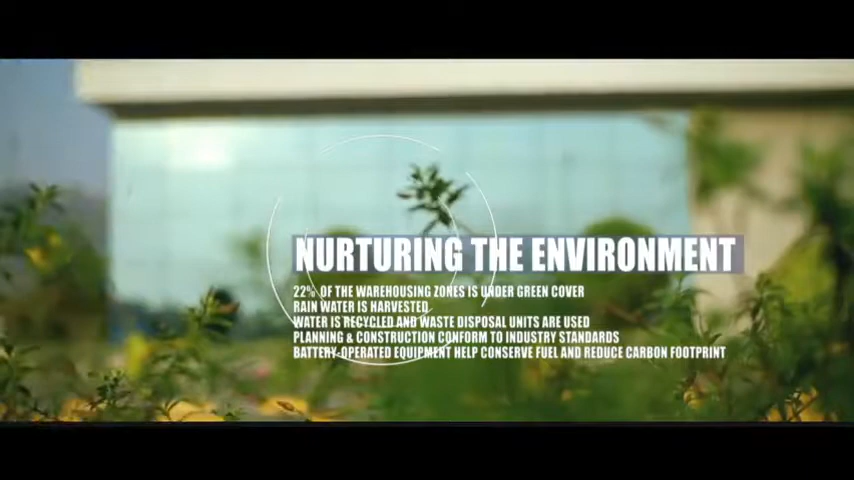 NURTURING THE ENVIRONMENT
22% OF THE WAREHOUSING ZONES IS UNDER GREEN COVER
RAIN WATER IS HARVESTED
WATER IS RECYCLED AND WASTE DISPOSAL UNITS ARE USED
PLANNING & CONSTRUCTION CONFORM TO INDUSTRY STANDARDS
BATTERY-OPERATED EQUIPMENT HELP CONSERVE FUEL AND REDUCE CARBON FOOTPRINT